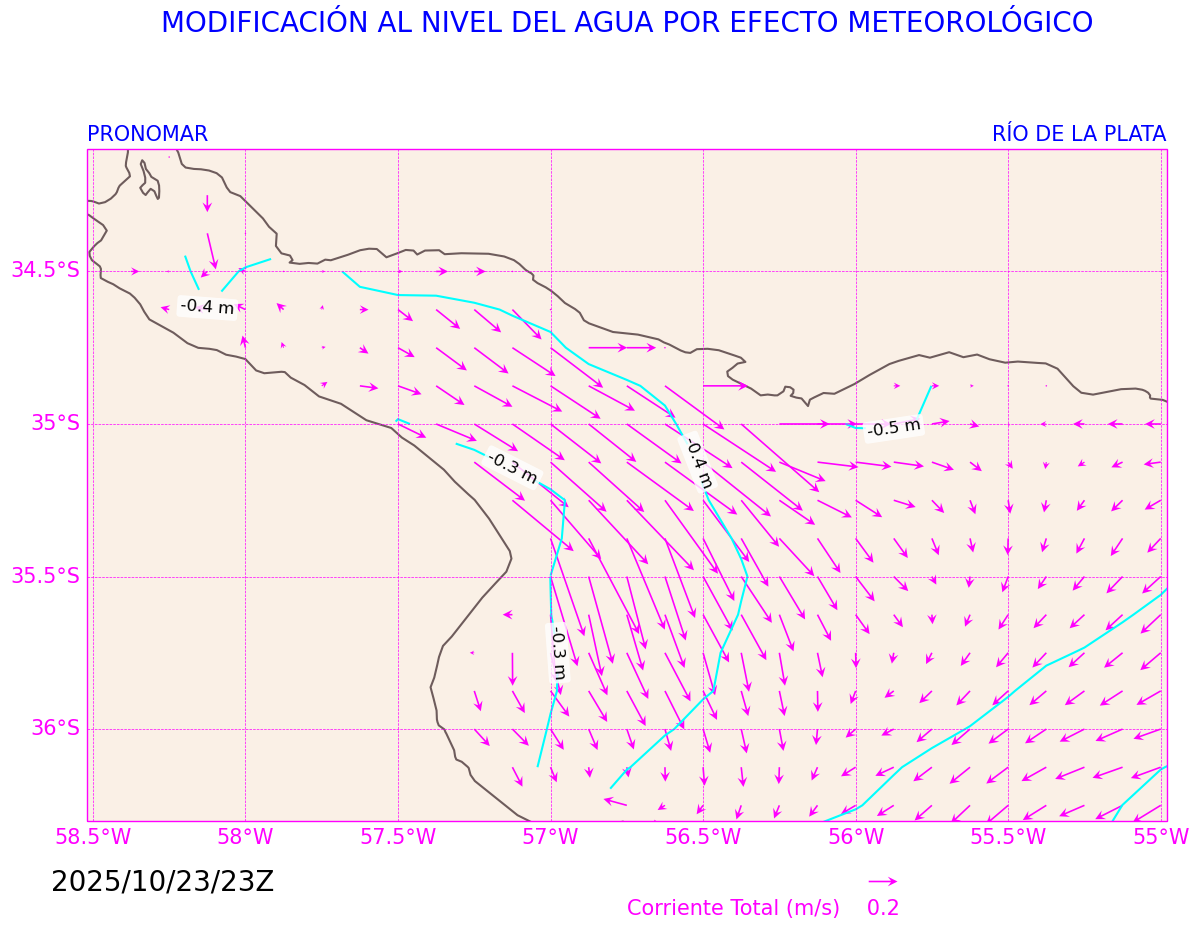 MODIFICACIÓN AL NIVEL DEL AGUA POR EFECTO METEOROLÓGICO
PRONOMAR
RÍO DE LA PLATA
34.5°S
-0.4 m
35°S
-0.5 m
-0.4 m
-0.3 m
35.5°S
-0.3 m
36°S
58.5°W
58°W
57.5°W
57°W
56.5°W
56°W
55.5°W
55°W
2025/10/23/23Z
Corriente Total (m/s)
0.2